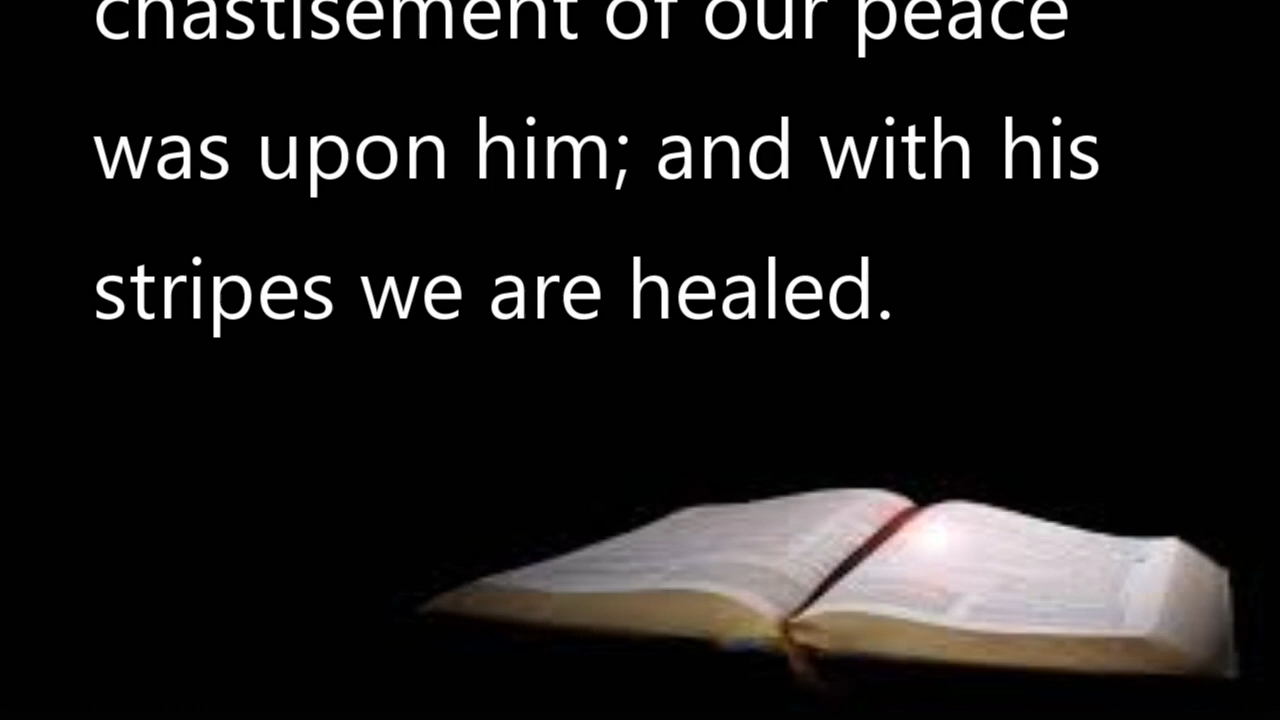 chastisement of our peace
was upon him; and with his
stripes we are healed.